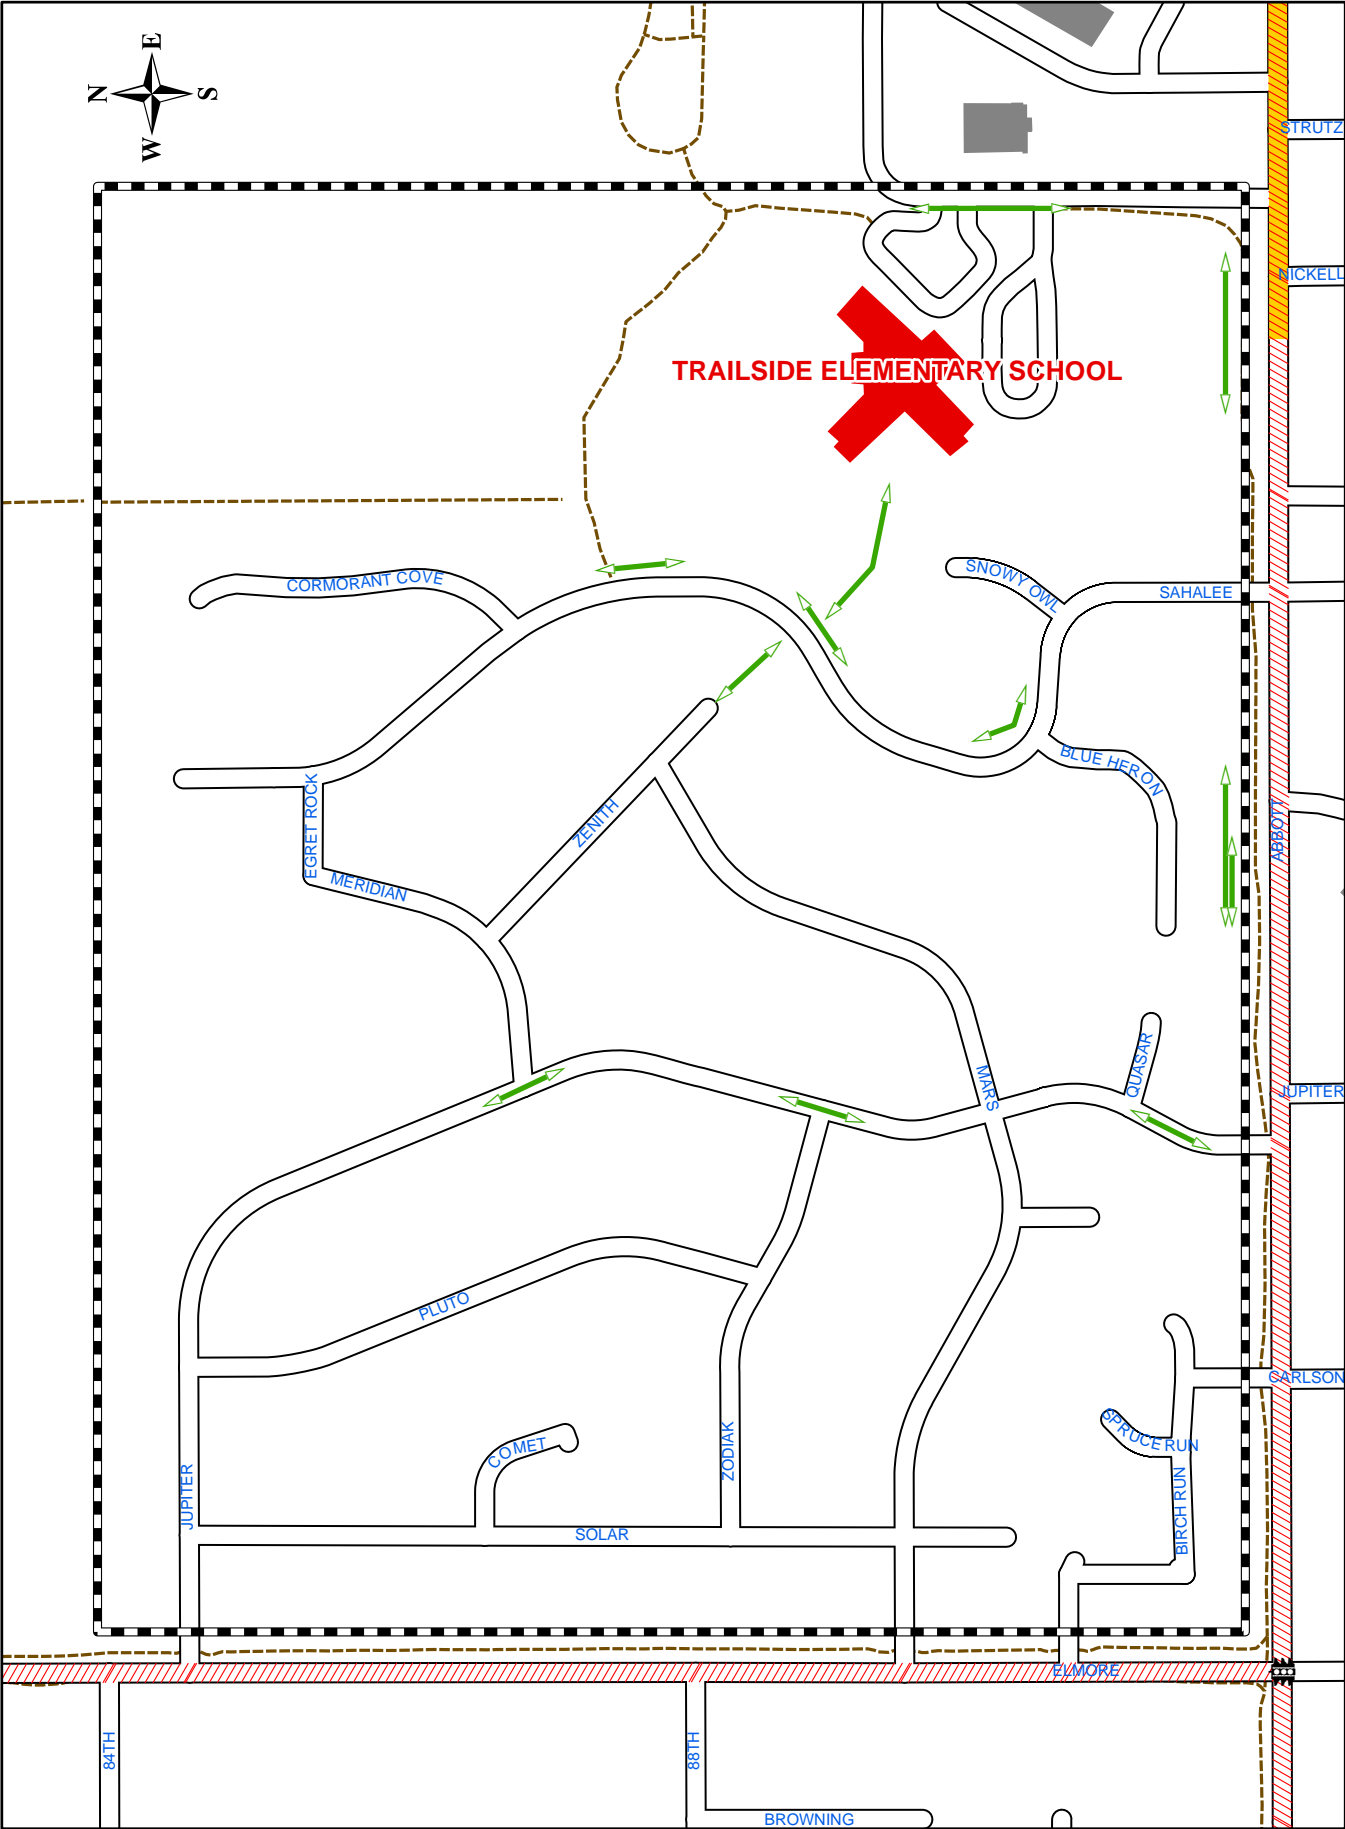 E
N
S
W
STRUTZ
NICKELL
TRAILSIDE ELEMENTARY SCHOOL
CORMORANT COVE
SNOWY OWL
SAHALEE
EGRET ROCK
MERIDIAN
ZENITH
BLUE HERON
ABBOTT
MARS
QUASAR
JUPITER
PLUTO
CARLSON
COMET
ZODIAK
SPRUCE RUN
BIRCH RUN
JUPITER
SOLAR
ELMORE
84TH
88TH
BROWNING